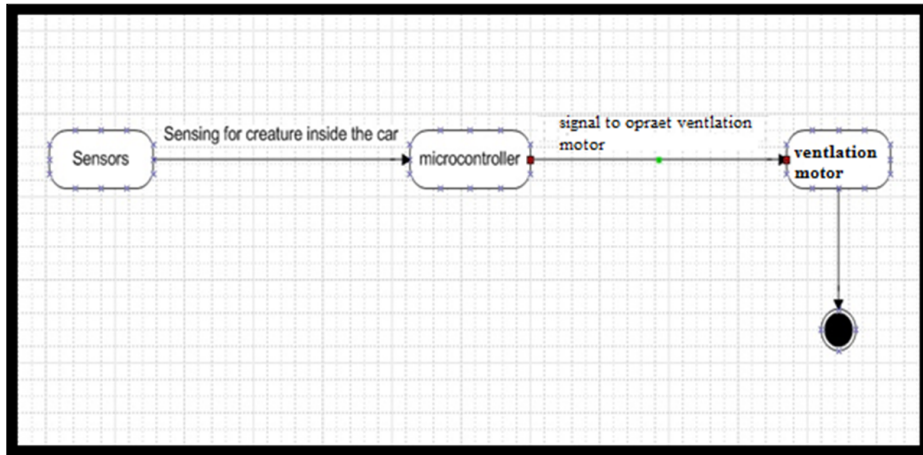 Sensing for creature inside the car
signal to opraet ventlation
motor
Sensors
microcontroller
ventlation
motor